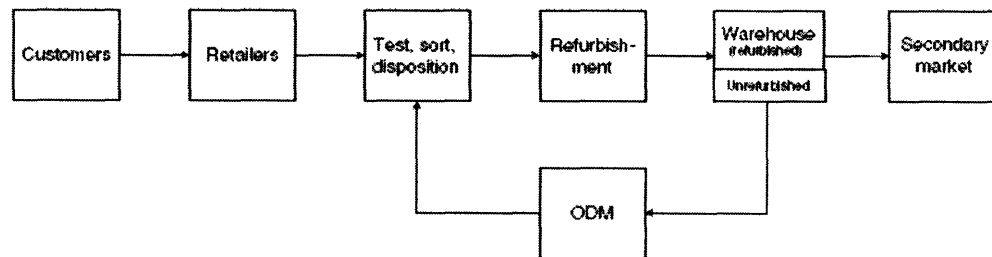 Customers
Retailers
Test, sort,
disposition
Refurbish-
ment
Warehouse
(refurbished)
Unrefurbished
Secondary
market
ODM